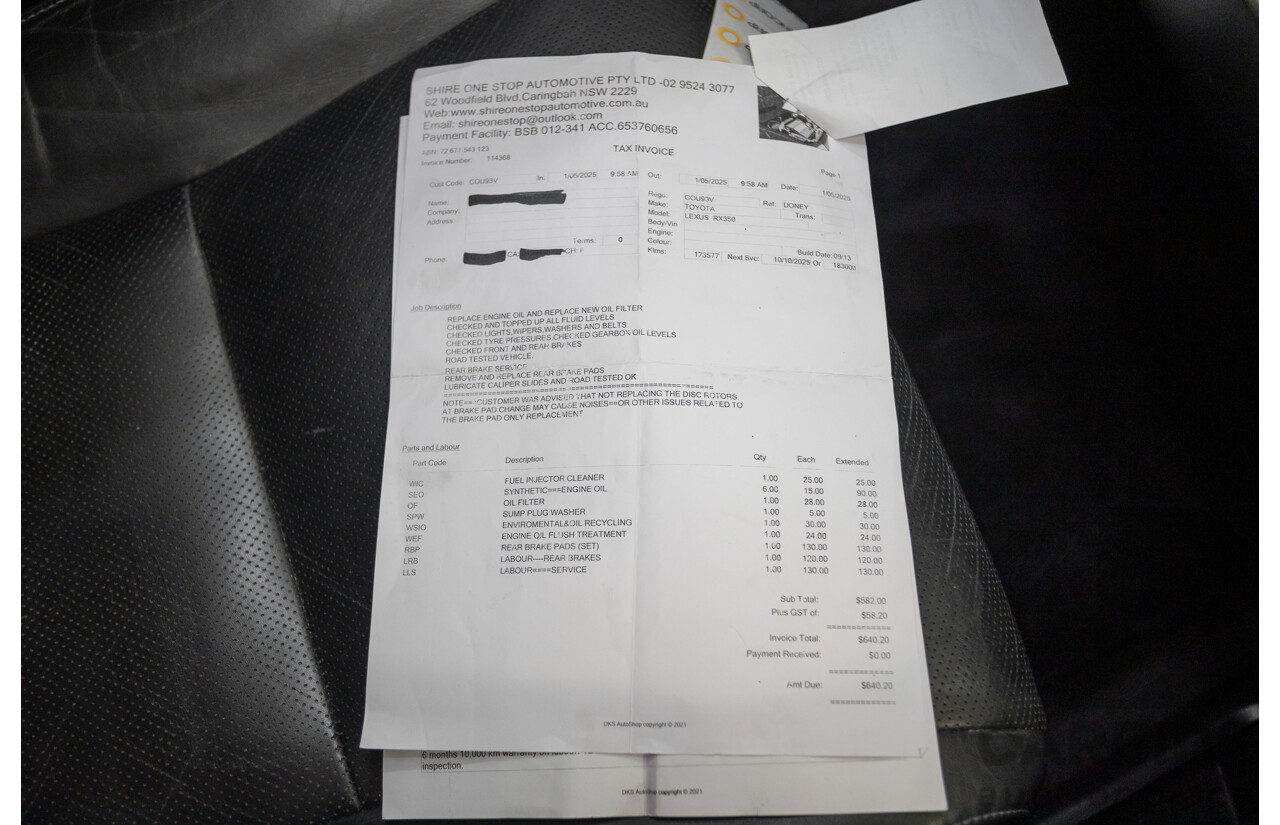 SHIRE ONE STOP AUTOMOTIVE PTY LTD -02 9524 3077
62 Woodfield Blvd,Caringbah NSW 2229
Web:www.shireonestopautomotive.com.au
Email: shireonestop@outlook.com
Payment Facility: BSB 012-341 ACC.653760656
ABN: 72 671 543 123
TAX INVOICE
Invoice Number: 114368
Page 1
Cust Code: COU93V In: 1/05/2025 9:58 AM Out: 1/05/2025 9:58 AM Date: 1/05/2025
Name:
Company:
Address:
Rego: COU93V Ref: DONEY
Make: TOYOTA Trans:
Model: LEXUS RX350
Body/Vin
Engine:
Colour: Build Date: 09/13
Terms: 0
Klms: 173577 Next Svc: 10/10/2025 Or 183000
Phone: CA
Job Description
REPLACE ENGINE OIL AND REPLACE NEW OIL FILTER
CHECKED AND TOPPED UP ALL FLUID LEVELS
CHECKED LIGHTS,WIPERS,WASHERS AND BELTS
CHECKED TYRE PRESSURES,CHECKED GEARBOX OIL LEVELS
CHECKED FRONT AND REAR BRAKES
ROAD TESTED VEHICLE.
REAR BRAKE SERVICE
REMOVE AND REPLACE REAR BRAKE PADS
LUBRICATE CALIPER SLIDES AND ROAD TESTED OK
NOTE===CUSTOMER WAS ADVISED THAT NOT REPLACING THE DISC ROTORS
AT BRAKE PAD CHANGE MAY CAUSE NOISES==OR OTHER ISSUES RELATED TO
THE BRAKE PAD ONLY REPLACEMENT
Parts and Labour
Part Code Description Qty Each Extended
WIC FUEL INJECTOR CLEANER 1.00 25.00 25.00
SEO SYNTHETIC===ENGINE OIL 6.00 15.00 90.00
OF OIL FILTER 1.00 28.00 28.00
SPW SUMP PLUG WASHER 1.00 5.00 5.00
WSIO ENVIROMENTAL&OIL RECYCLING 1.00 30.00 30.00
WEF ENGINE OIL FLUSH TREATMENT 1.00 24.00 24.00
RBP REAR BRAKE PADS (SET) 1.00 130.00 130.00
LRB LABOUR----REAR BRAKES 1.00 120.00 120.00
LLS LABOUR====SERVICE 1.00 130.00 130.00
Sub Total: $582.00
Plus GST of: $58.20
Invoice Total: $640.20
Payment Received: $0.00
Amt Due: $640.20
DKS AutoShop copyright © 2021
6 months 10,000 km warranty on
inspection.
DKS AutoShop copyright © 2021